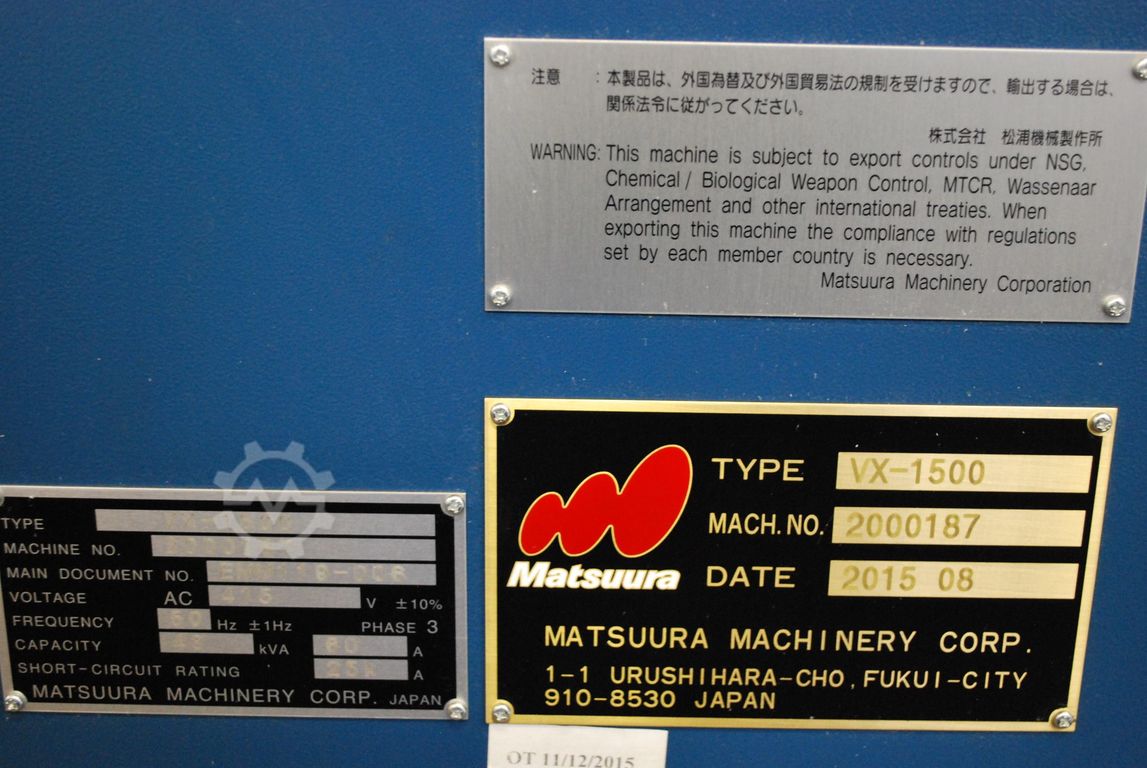 注意 : 本製品は、外国為替及び外国貿易法の規制を受けますので、輸出する場合は、
関係法令に従がってください。
株式会社 松浦機械製作所
WARNING: This machine is subject to export controls under NSG,
Chemical / Biological Weapon Control, MTCR, Wassenaar
Arrangement and other international treaties. When
exporting this machine the compliance with regulations
set by each member country is necessary.
Matsuura Machinery Corporation
TYPE VX-1500
MACH. NO. 2000187
Matsuura
DATE 2015 08
MATSUURA MACHINERY CORP.
1-1 URUSHIHARA-CHO, FUKUI-CITY
910-8530 JAPAN
TYPE
MACHINE NO.
MAIN DOCUMENT NO.
VOLTAGE AC 415 V ±10%
FREQUENCY Hz ±1Hz PHASE 3
CAPACITY kVA A
SHORT-CIRCUIT RATING 25k A
MATSUURA MACHINERY CORP. JAPAN
OT 11/12/2015